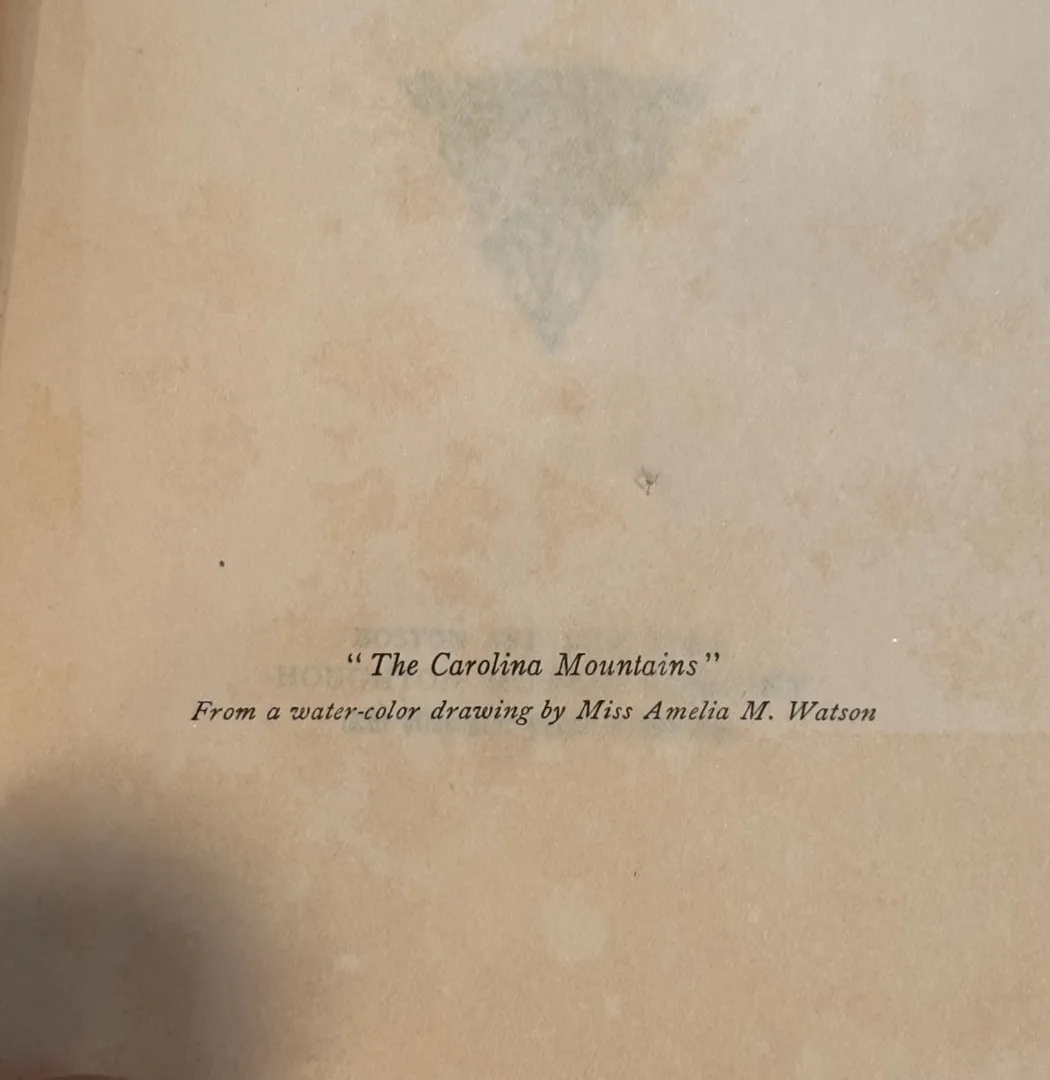 “The Carolina Mountains”
From a water-color drawing by Miss Amelia M. Watson